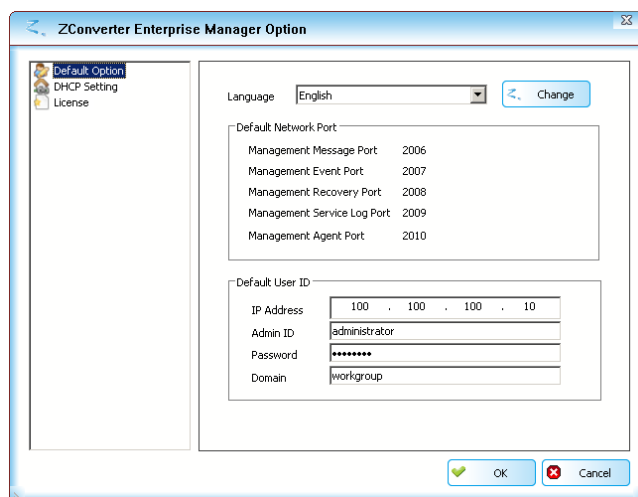 ZConverter Enterprise Manager Option
Default Option
DHCP Setting
License
Language English Change
Default Network Port
Management Message Port 2006
Management Event Port 2007
Management Recovery Port 2008
Management Service Log Port 2009
Management Agent Port 2010
Default User ID
IP Address 100 . 100 . 100 . 10
Admin ID administrator
Password ••••••••
Domain workgroup
OK Cancel